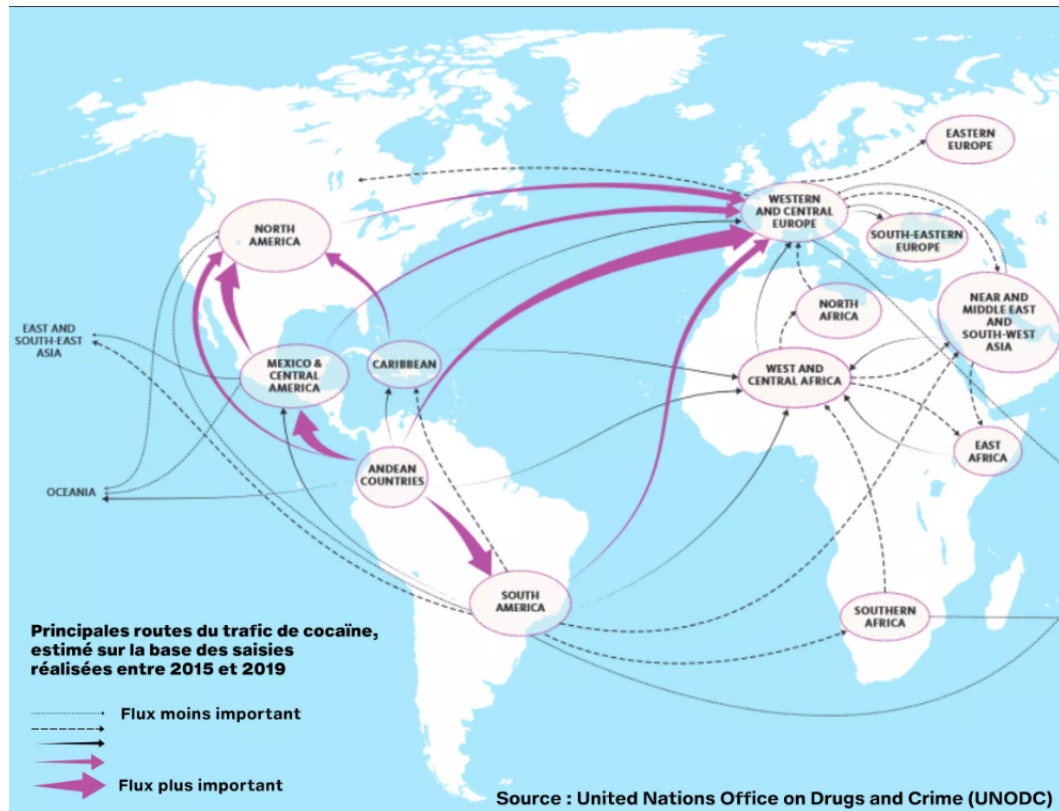 EASTERN
EUROPE
WESTERN
AND CENTRAL
EUROPE
NORTH
AMERICA
SOUTH-EASTERN
EUROPE
NORTH
AFRICA
NEAR AND
MIDDLE EAST
AND
SOUTH-WEST
ASIA
EAST AND
SOUTH-EAST
ASIA
MEXICO &
CENTRAL
AMERICA
CARIBBEAN
WEST AND
CENTRAL AFRICA
EAST
AFRICA
ANDEAN
COUNTRIES
OCEANIA
SOUTH
AMERICA
SOUTHERN
AFRICA
Principales routes du trafic de cocaïne,
estimé sur la base des saisies
réalisées entre 2015 et 2019
Flux moins important
Flux plus important
Source : United Nations Office on Drugs and Crime (UNODC)